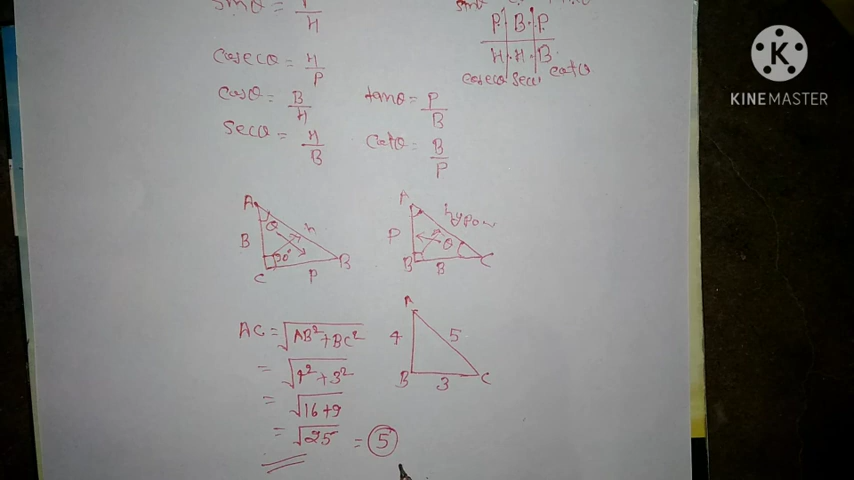 sinθ = P/H
P B P
H H B
cosecθ secθ cotθ
cosecθ = H/P
cosθ = B/H
tanθ = P/B
secθ = H/B
cotθ = B/P
A
θ
h
B
90°
C
P
B
A
hypo
P
θ
B
B
C
A
4
5
B
3
C
AC = √AB²+BC²
= √4²+3²
= √16+9
= √25 = 5
KINEMASTER